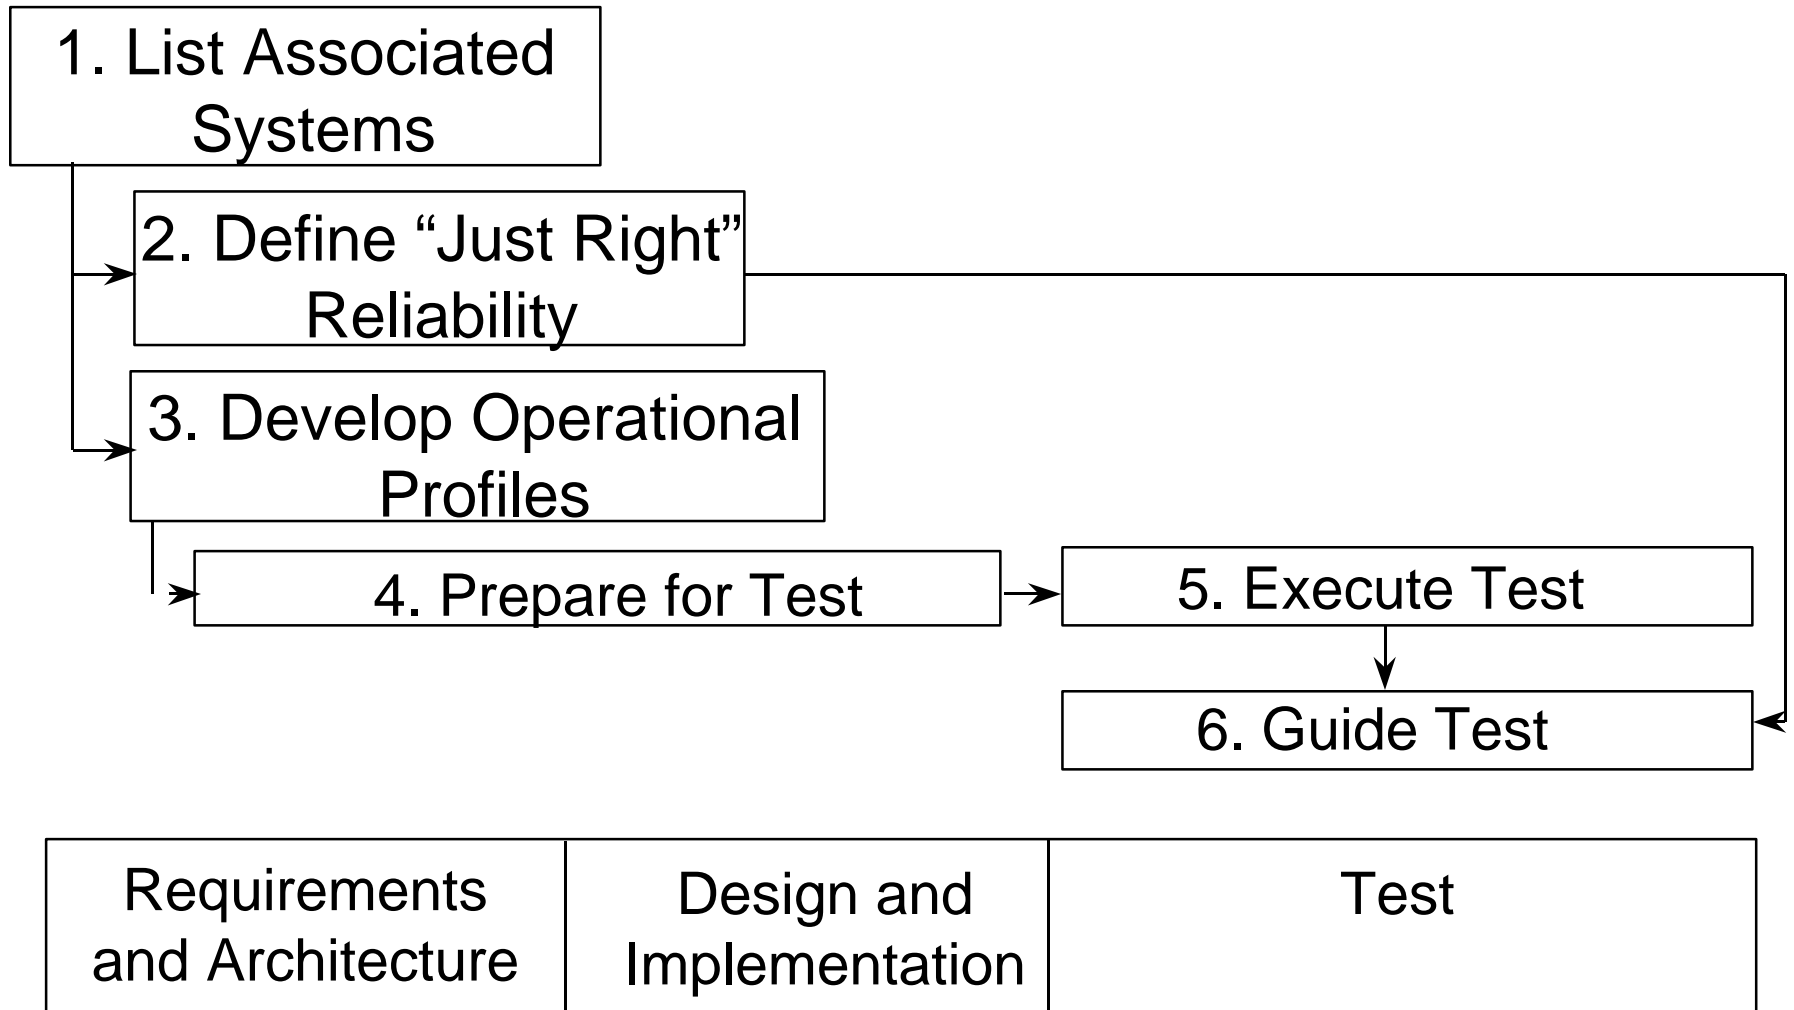 1. List Associated
Systems
2. Define “Just Right”
Reliability
3. Develop Operational
Profiles
4. Prepare for Test
5. Execute Test
6. Guide Test
Requirements
and Architecture
Design and
Implementation
Test